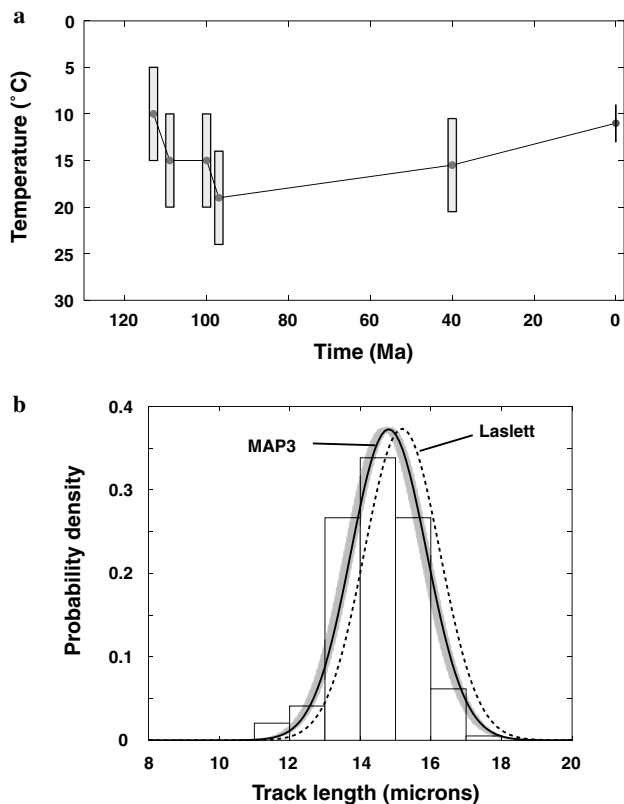 a
0
5
10
15
20
25
30
Temperature (°C)
120 100 80 60 40 20 0
Time (Ma)
b
0.4
0.3
0.2
0.1
0
Probability density
MAP3
Laslett
8 10 12 14 16 18 20
Track length (microns)